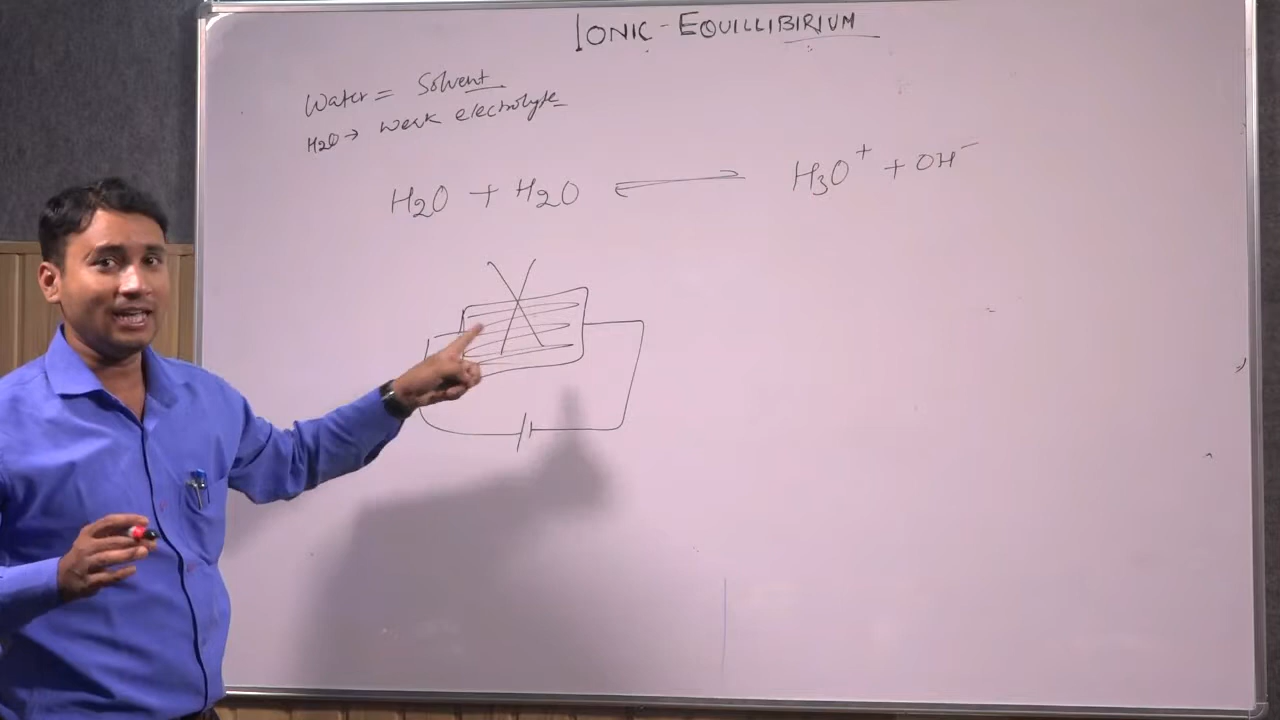 IONIC-EQUILLIBIRIUM
Water = Solvent
H2O → weak electrolyte
H2O + H2O ⇌ H3O+ + OH-